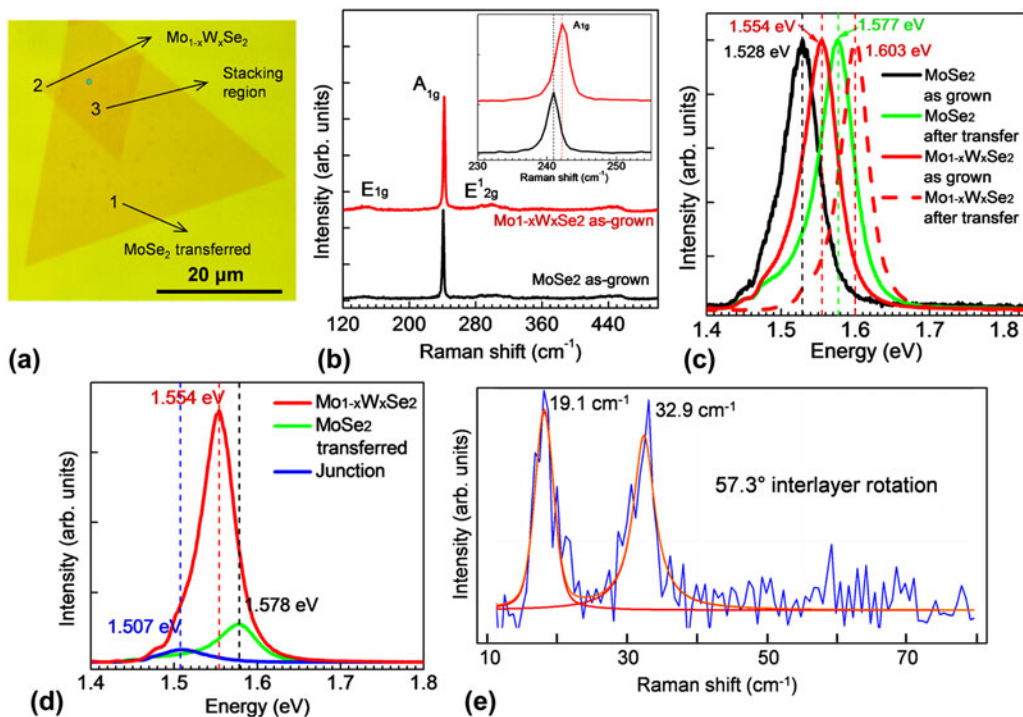 Mo1-xWxSe2
2
Stacking
region
3
1
MoSe2 transferred
20 μm
(a)
Intensity (arb. units)
A1g
E1g
E12g
Mo1-xWxSe2 as-grown
MoSe2 as-grown
120 240 360 480
Raman shift (cm-1)
A1g
230 240 250
Raman shift (cm-1)
(b)
Intensity (arb. units)
1.554 eV
1.577 eV
1.528 eV
1.603 eV
MoSe2
as grown
MoSe2
after transfer
Mo1-xWxSe2
as grown
Mo1-xWxSe2
after transfer
1.4 1.5 1.6 1.7 1.8
Energy (eV)
(c)
Intensity (arb. units)
1.554 eV
Mo1-xWxSe2
MoSe2
transferred
Junction
1.578 eV
1.507 eV
1.4 1.5 1.6 1.7 1.8
Energy (eV)
(d)
Intensity (arb. units)
19.1 cm-1
32.9 cm-1
57.3° interlayer rotation
10 30 50 70
Raman shift (cm-1)
(e)